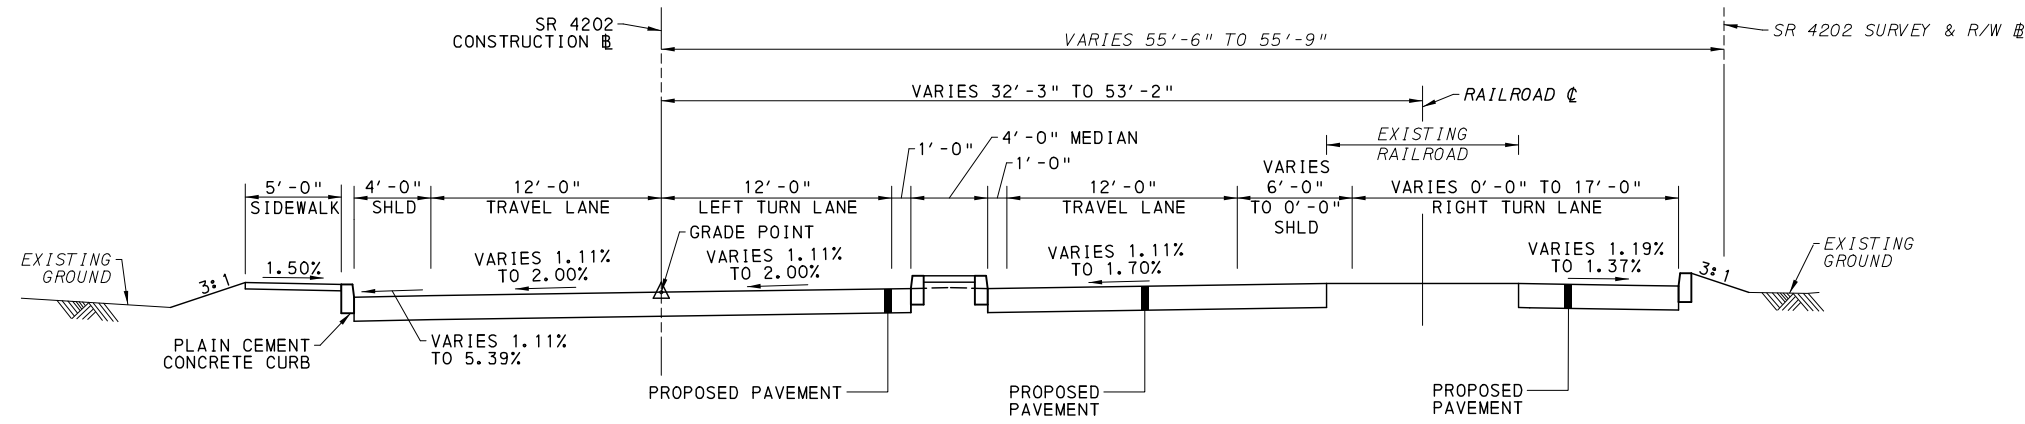 SR 4202
CONSTRUCTION ℄
VARIES 55'-6" TO 55'-9"
SR 4202 SURVEY & R/W ℄
VARIES 32'-3" TO 53'-2"
RAILROAD ℄
EXISTING
RAILROAD
4'-0" MEDIAN
1'-0"
1'-0"
5'-0"
SIDEWALK
4'-0"
SHLD
12'-0"
TRAVEL LANE
12'-0"
LEFT TURN LANE
12'-0"
TRAVEL LANE
VARIES
6'-0"
TO 0'-0"
SHLD
VARIES 0'-0" TO 17'-0"
RIGHT TURN LANE
GRADE POINT
EXISTING
GROUND
3:1
1.50%
VARIES 1.11%
TO 2.00%
VARIES 1.11%
TO 2.00%
VARIES 1.11%
TO 1.70%
VARIES 1.19%
TO 1.37%
3:1
EXISTING
GROUND
PLAIN CEMENT
CONCRETE CURB
VARIES 1.11%
TO 5.39%
PROPOSED PAVEMENT
PROPOSED
PAVEMENT
PROPOSED
PAVEMENT